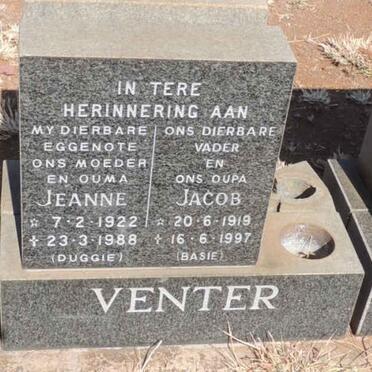 IN TERE
HERINNERING AAN
MY DIERBARE
EGGENOTE
ONS MOEDER
EN OUMA
JEANNE
☆ 7-2-1922
✝ 23-3-1988
(DUGGIE)
ONS DIERBARE
VADER
EN
ONS OUPA
JACOB
☆ 20-6-1919
✝ 16-6-1997
(BASIE)
VENTER